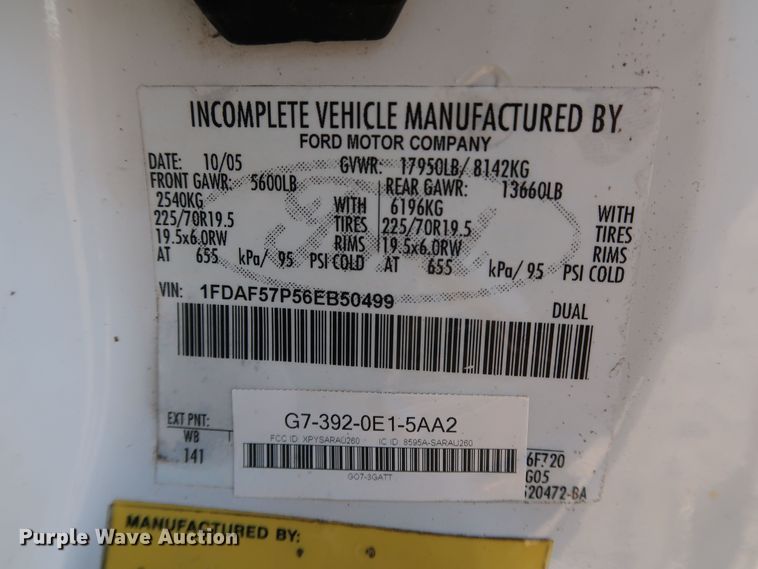 INCOMPLETE VEHICLE MANUFACTURED BY
FORD MOTOR COMPANY
DATE: 10/05 GVWR: 17950LB/ 8142KG
FRONT GAWR: 5600LB REAR GAWR: 13660LB
2540KG WITH 6196KG WITH
225/70R19.5 TIRES 225/70R19.5 TIRES
19.5x6.0RW RIMS 19.5x6.0RW RIMS
AT 655 kPa/ 95 PSI COLD AT 655 kPa/ 95 PSI COLD
VIN: 1FDAF57P56EB50499
DUAL
G7-392-0E1-5AA2
EXT PNT:
FCC ID: XPYSARAU260 IC ID: 8595A-SARAU260
WB
141
6F720
G05
520472-BA
GO7-3GATT
MANUFACTURED BY:
Purple Wave Auction